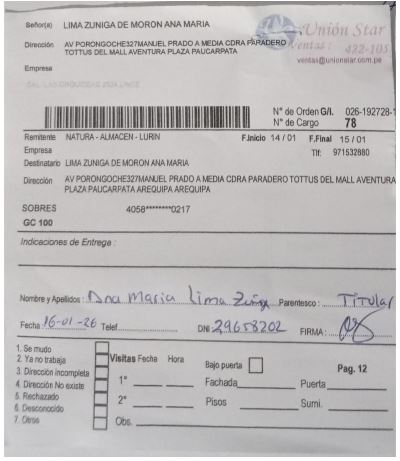 Señor(a) LIMA ZUNIGA DE MORON ANA MARIA
Unión Star
Dirección AV PORONGOCHE327MANUEL PRADO A MEDIA CDRA PARADERO
TOTTUS DEL MALL AVENTURA PLAZA PAUCARPATA
Ventas: 422-105
ventas@unionstar.com.pe
Empresa
N° de Orden G/I. 026-192728-1
N° de Cargo 78
Remitente NATURA - ALMACEN - LURIN F.Inicio 14 / 01 F.Final 15 / 01
Empresa Tlf: 971532880
Destinatario LIMA ZUNIGA DE MORON ANA MARIA
Dirección AV PORONGOCHE327MANUEL PRADO A MEDIA CDRA PARADERO TOTTUS DEL MALL AVENTURA
PLAZA PAUCARPATA AREQUIPA AREQUIPA
SOBRES 4058********0217
GC 100
Indicaciones de Entrega :
Nombre y Apellidos : Ana Maria Lima Zuñiga Parentesco : Titular
Fecha 16-01-26 Telef. DNI 29658202 FIRMA:
1. Se mudo
2. Ya no trabaja Visitas Fecha Hora Bajo puerta Pag. 12
3. Dirección incompleta
4. Dirección No existe 1° Fachada Puerta
5. Rechazado
6. Desconocido 2° Pisos Sumi.
7. Otros Obs.